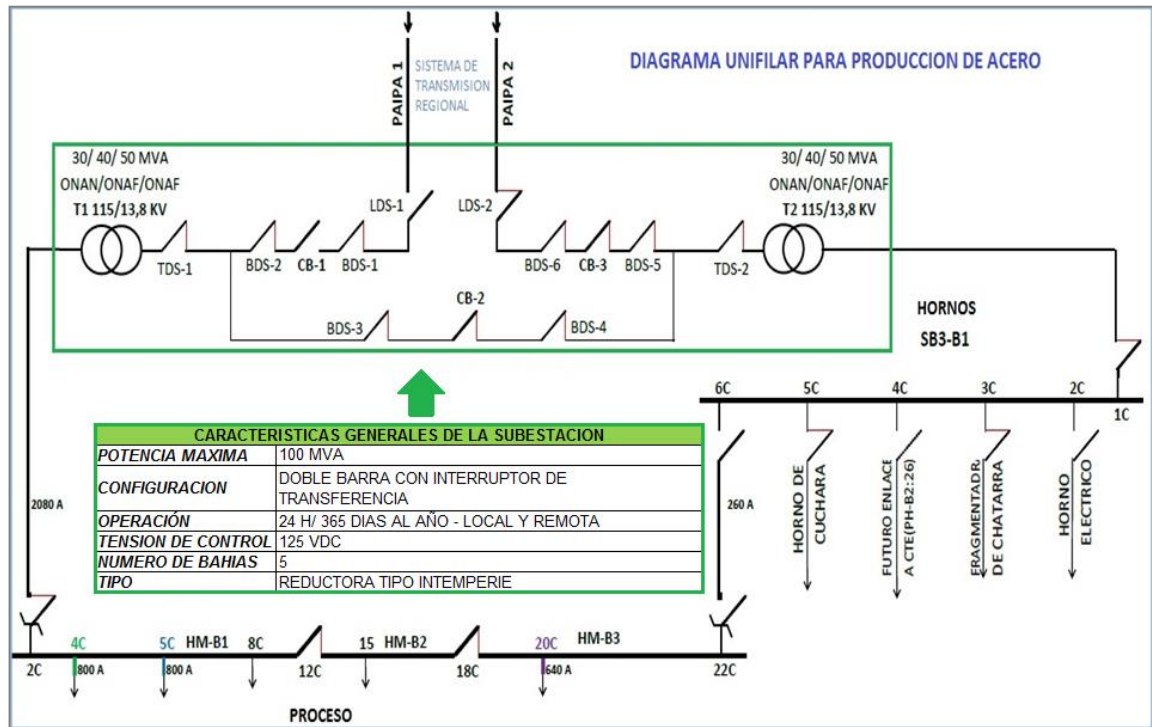 DIAGRAMA UNIFILAR PARA PRODUCCION DE ACERO
PAIPA 1
SISTEMA DE
TRANSMISION
REGIONAL
PAIPA 2
30/ 40/ 50 MVA
ONAN/ONAF/ONAF
T1 115/13,8 KV
30/ 40/ 50 MVA
ONAN/ONAF/ONAF
T2 115/13,8 KV
LDS-1
LDS-2
TDS-1
BDS-2
CB-1
BDS-1
BDS-6
CB-3
BDS-5
TDS-2
CB-2
BDS-3
BDS-4
HORNOS
SB3-B1
6C
5C
4C
3C
2C
1C
CARACTERISTICAS GENERALES DE LA SUBESTACION
POTENCIA MAXIMA
100 MVA
CONFIGURACION
DOBLE BARRA CON INTERRUPTOR DE
TRANSFERENCIA
OPERACIÓN
24 H/ 365 DIAS AL AÑO - LOCAL Y REMOTA
TENSION DE CONTROL
125 VDC
NUMERO DE BAHIAS
5
TIPO
REDUCTORA TIPO INTEMPERIE
2080 A
260 A
HORNO DE
CUCHARA
FUTURO ENLACE
A CTE(PH-B2:26)
FRAGMENTADR
DE CHATARRA
HORNO
ELECTRICO
4C
5C
HM-B1
8C
15
HM-B2
20C
HM-B3
2C
800 A
800 A
12C
18C
640 A
22C
PROCESO